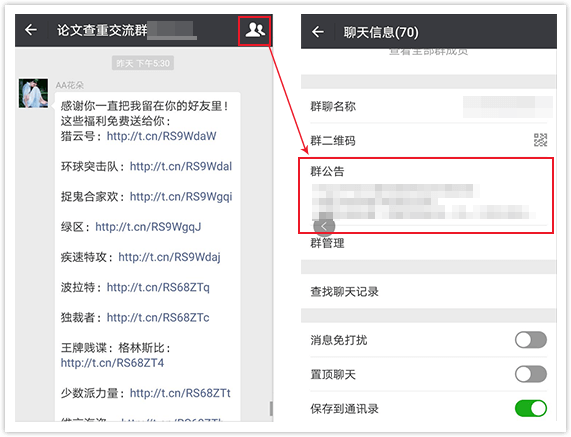 论文查重交流群
昨天 下午5:30
AA花朵
感谢你一直把我留在你的好友里！
这些福利免费送给你：
猎云号：http://t.cn/RS9WdaW
环球突击队：http://t.cn/RS9Wdal
捉鬼合家欢：http://t.cn/RS9Wgqi
绿区：http://t.cn/RS9WgqJ
疾速特攻：http://t.cn/RS9Wdaj
波拉特：http://t.cn/RS68ZTq
独裁者：http://t.cn/RS68ZTc
王牌贱谍：格林斯比：
http://t.cn/RS68ZT4
少数派力量：http://t.cn/RS68ZTt
聊天信息(70)
查看全部群成员
群聊名称
群二维码
群公告
群管理
查找聊天记录
消息免打扰
置顶聊天
保存到通讯录